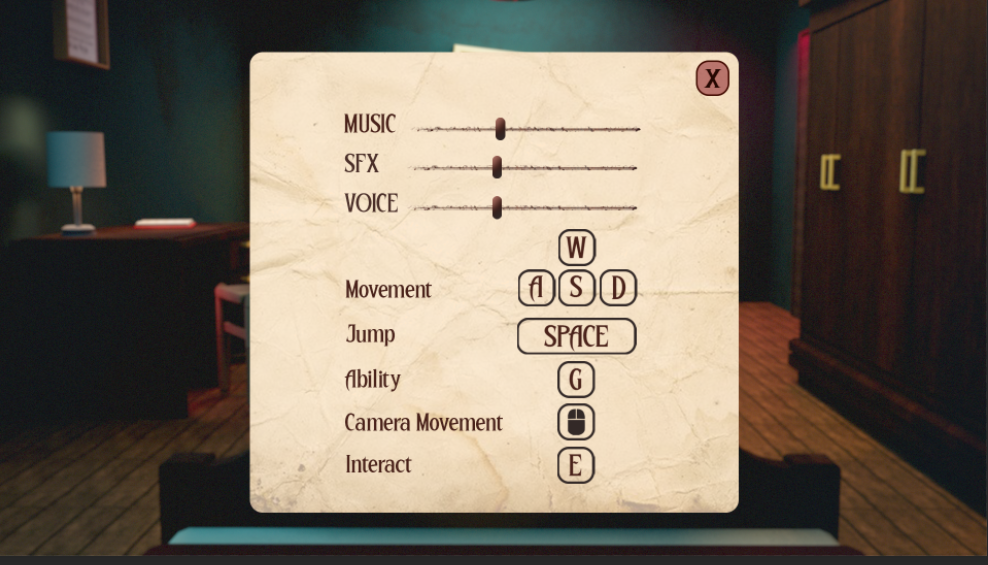 X
MUSIC
SFX
VOICE
W
Movement A S D
Jump SPACE
Ability G
Camera Movement
Interact E